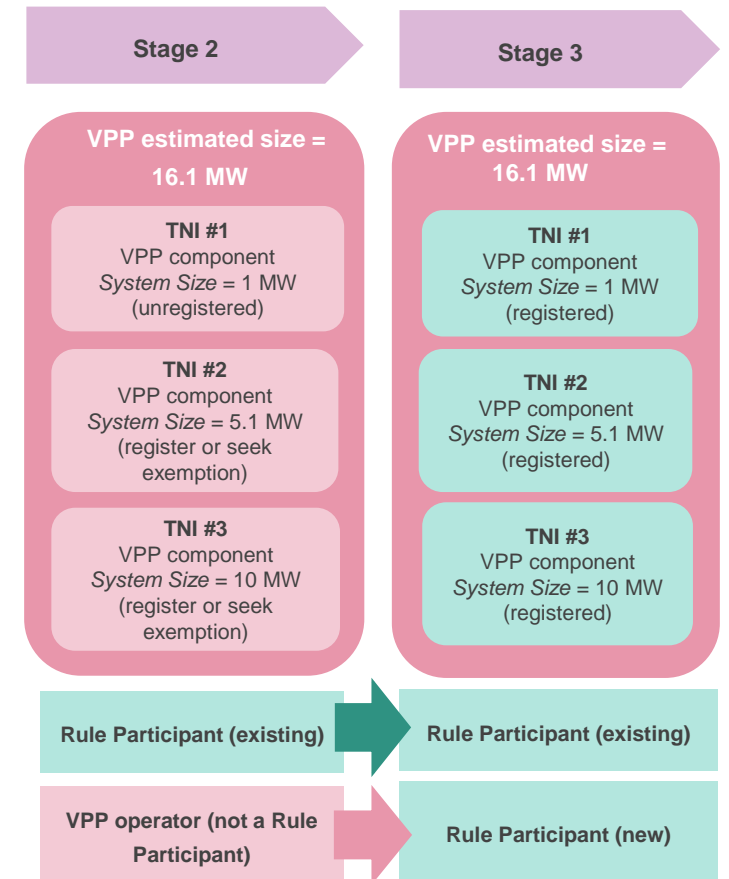 Stage 2
VPP estimated size =
16.1 MW
TNI #1
VPP component
System Size = 1 MW
(unregistered)
TNI #2
VPP component
System Size = 5.1 MW
(register or seek
exemption)
TNI #3
VPP component
System Size = 10 MW
(register or seek
exemption)
Stage 3
VPP estimated size =
16.1 MW
TNI #1
VPP component
System Size = 1 MW
(registered)
TNI #2
VPP component
System Size = 5.1 MW
(registered)
TNI #3
VPP component
System Size = 10 MW
(registered)
Rule Participant (existing)
Rule Participant (existing)
VPP operator (not a Rule
Participant)
Rule Participant (new)